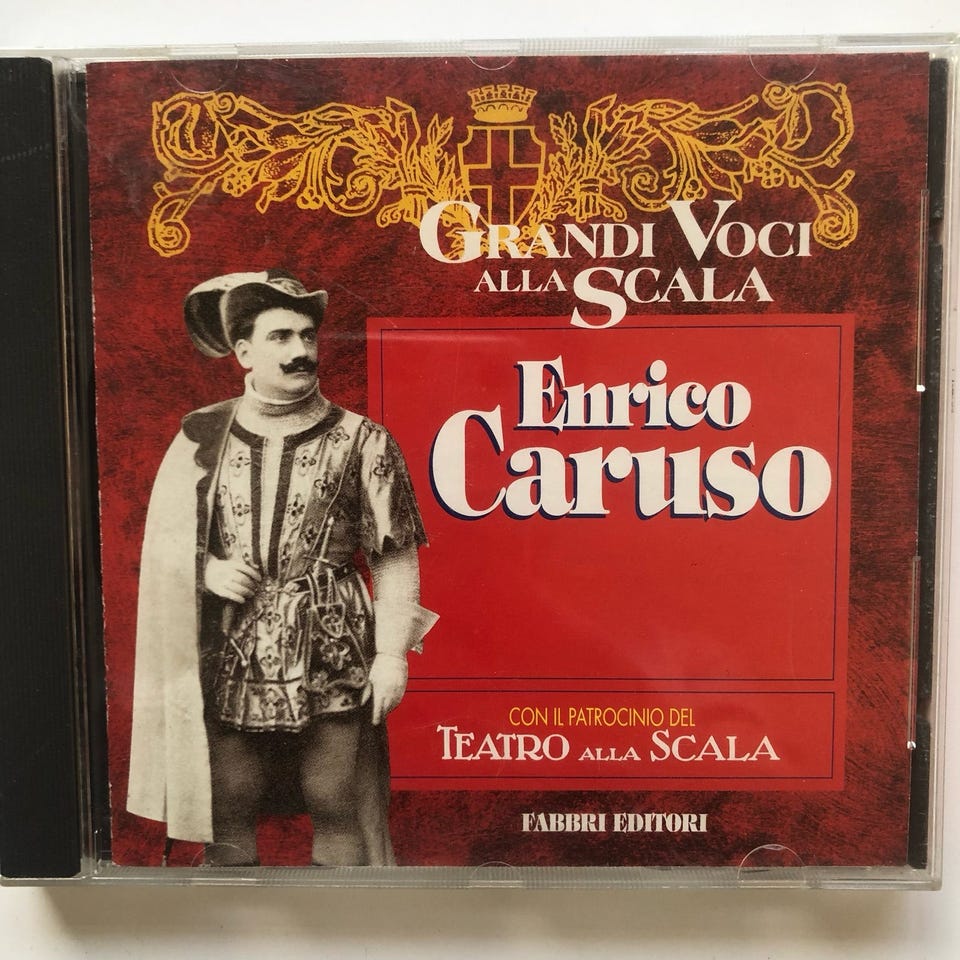 GRANDI VOCI
ALLA SCALA
Enrico
Caruso
CON IL PATROCINIO DEL
TEATRO ALLA SCALA
FABBRI EDITORI